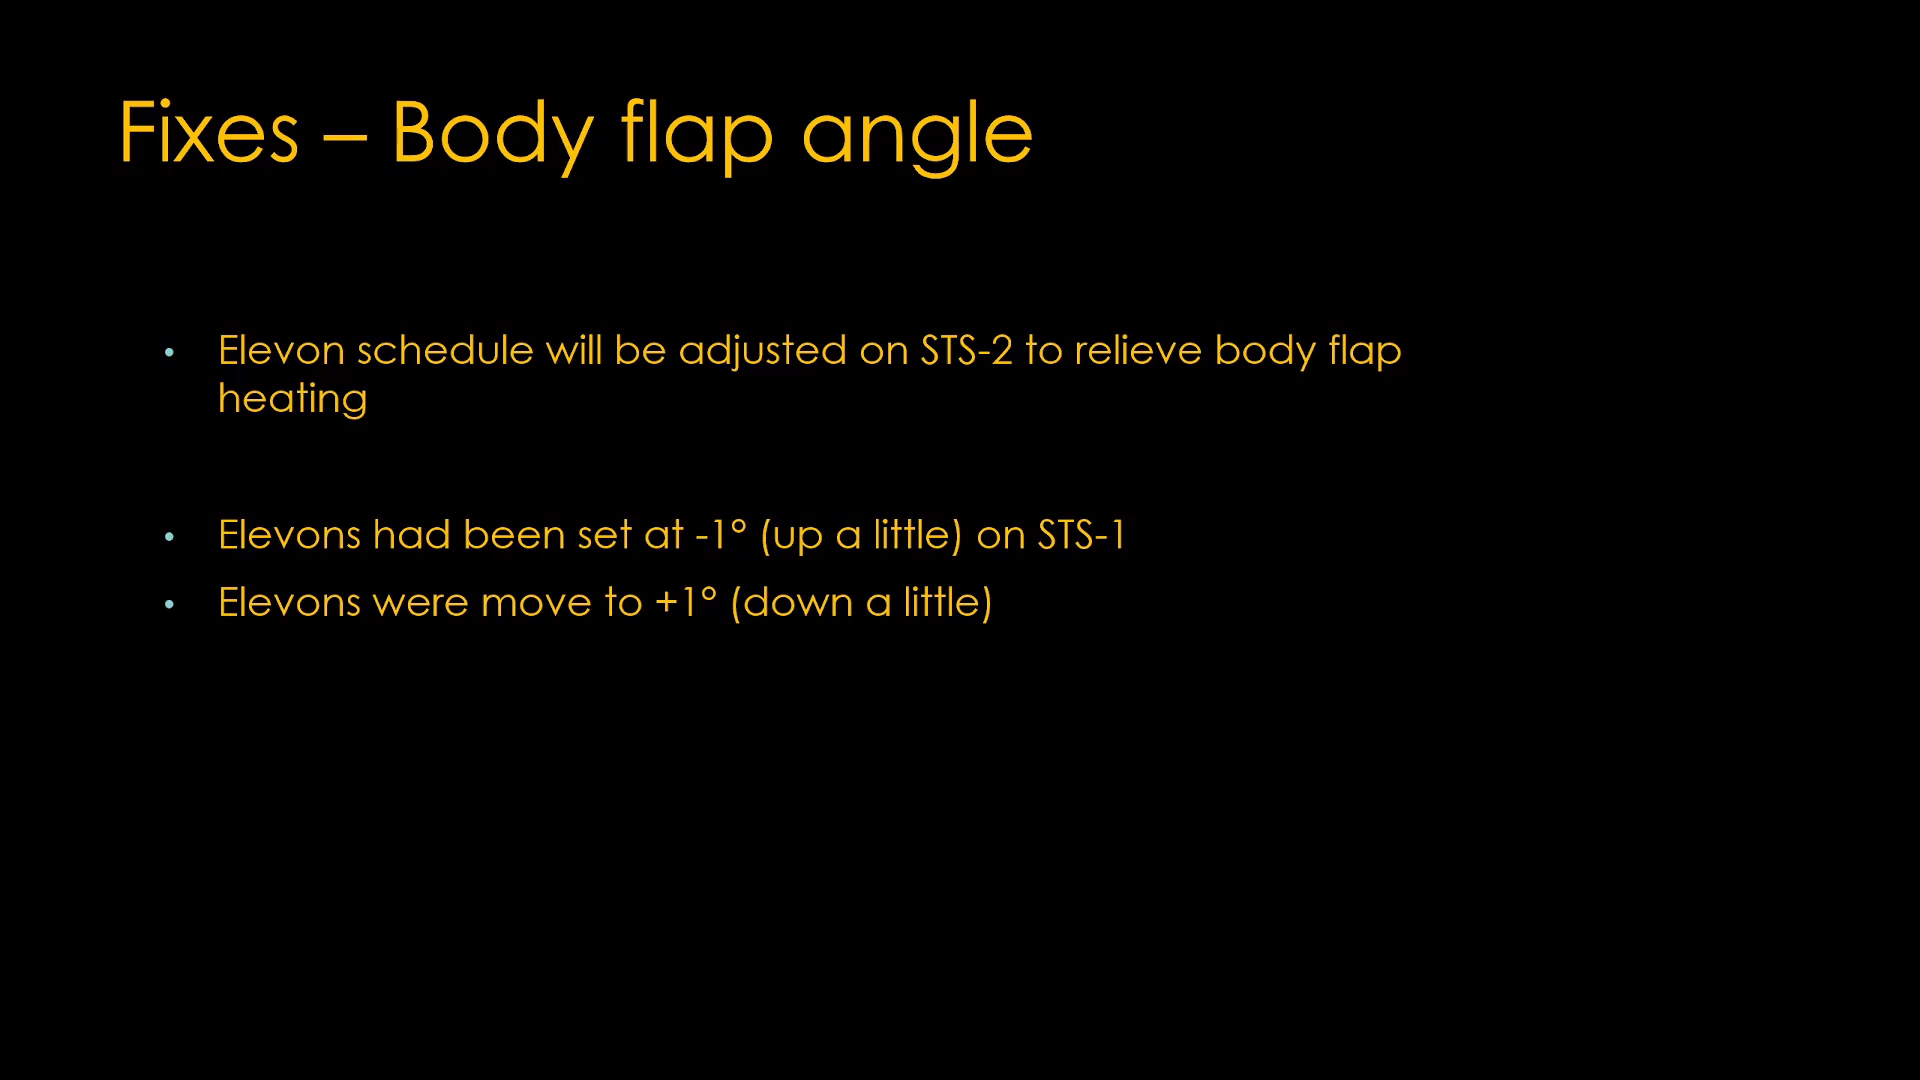 Fixes – Body flap angle
• Elevon schedule will be adjusted on STS-2 to relieve body flap
heating
• Elevons had been set at -1° (up a little) on STS-1
• Elevons were move to +1° (down a little)